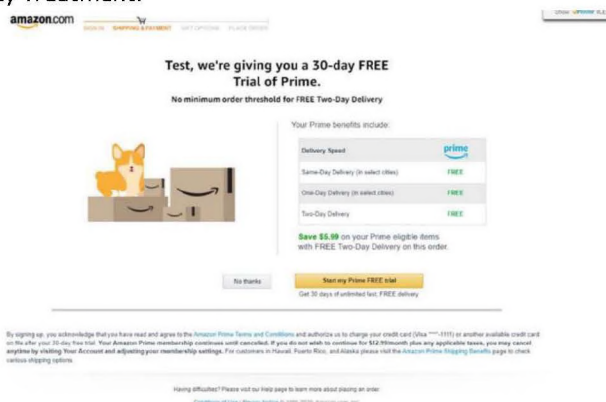 amazon.com
SIGN IN SHIPPING & PAYMENT GIFT OPTIONS PLACE ORDER
Test, we're giving you a 30-day FREE
Trial of Prime.
No minimum order threshold for FREE Two-Day Delivery
Your Prime benefits include:
Delivery Speed prime
Same-Day Delivery (in select cities) FREE
One-Day Delivery (in select cities) FREE
Two-Day Delivery FREE
Save $5.99 on your Prime eligible items
with FREE Two-Day Delivery on this order.
No thanks Start my Prime FREE trial
Get 30 days of unlimited fast, FREE delivery
By signing up, you acknowledge that you have read and agree to the Amazon Prime Terms and Conditions and authorize us to charge your credit card (Visa ****-1111) or another available credit card
on file after your 30-day free trial. Your Amazon Prime membership continues until cancelled. If you do not wish to continue for $12.99/month plus any applicable taxes, you may cancel
anytime by visiting Your Account and adjusting your membership settings. For customers in Hawaii, Puerto Rico, and Alaska please visit the Amazon Prime Shipping Benefits page to check
various shipping options.
Having difficulties? Please visit our Help page to learn more about placing an order.